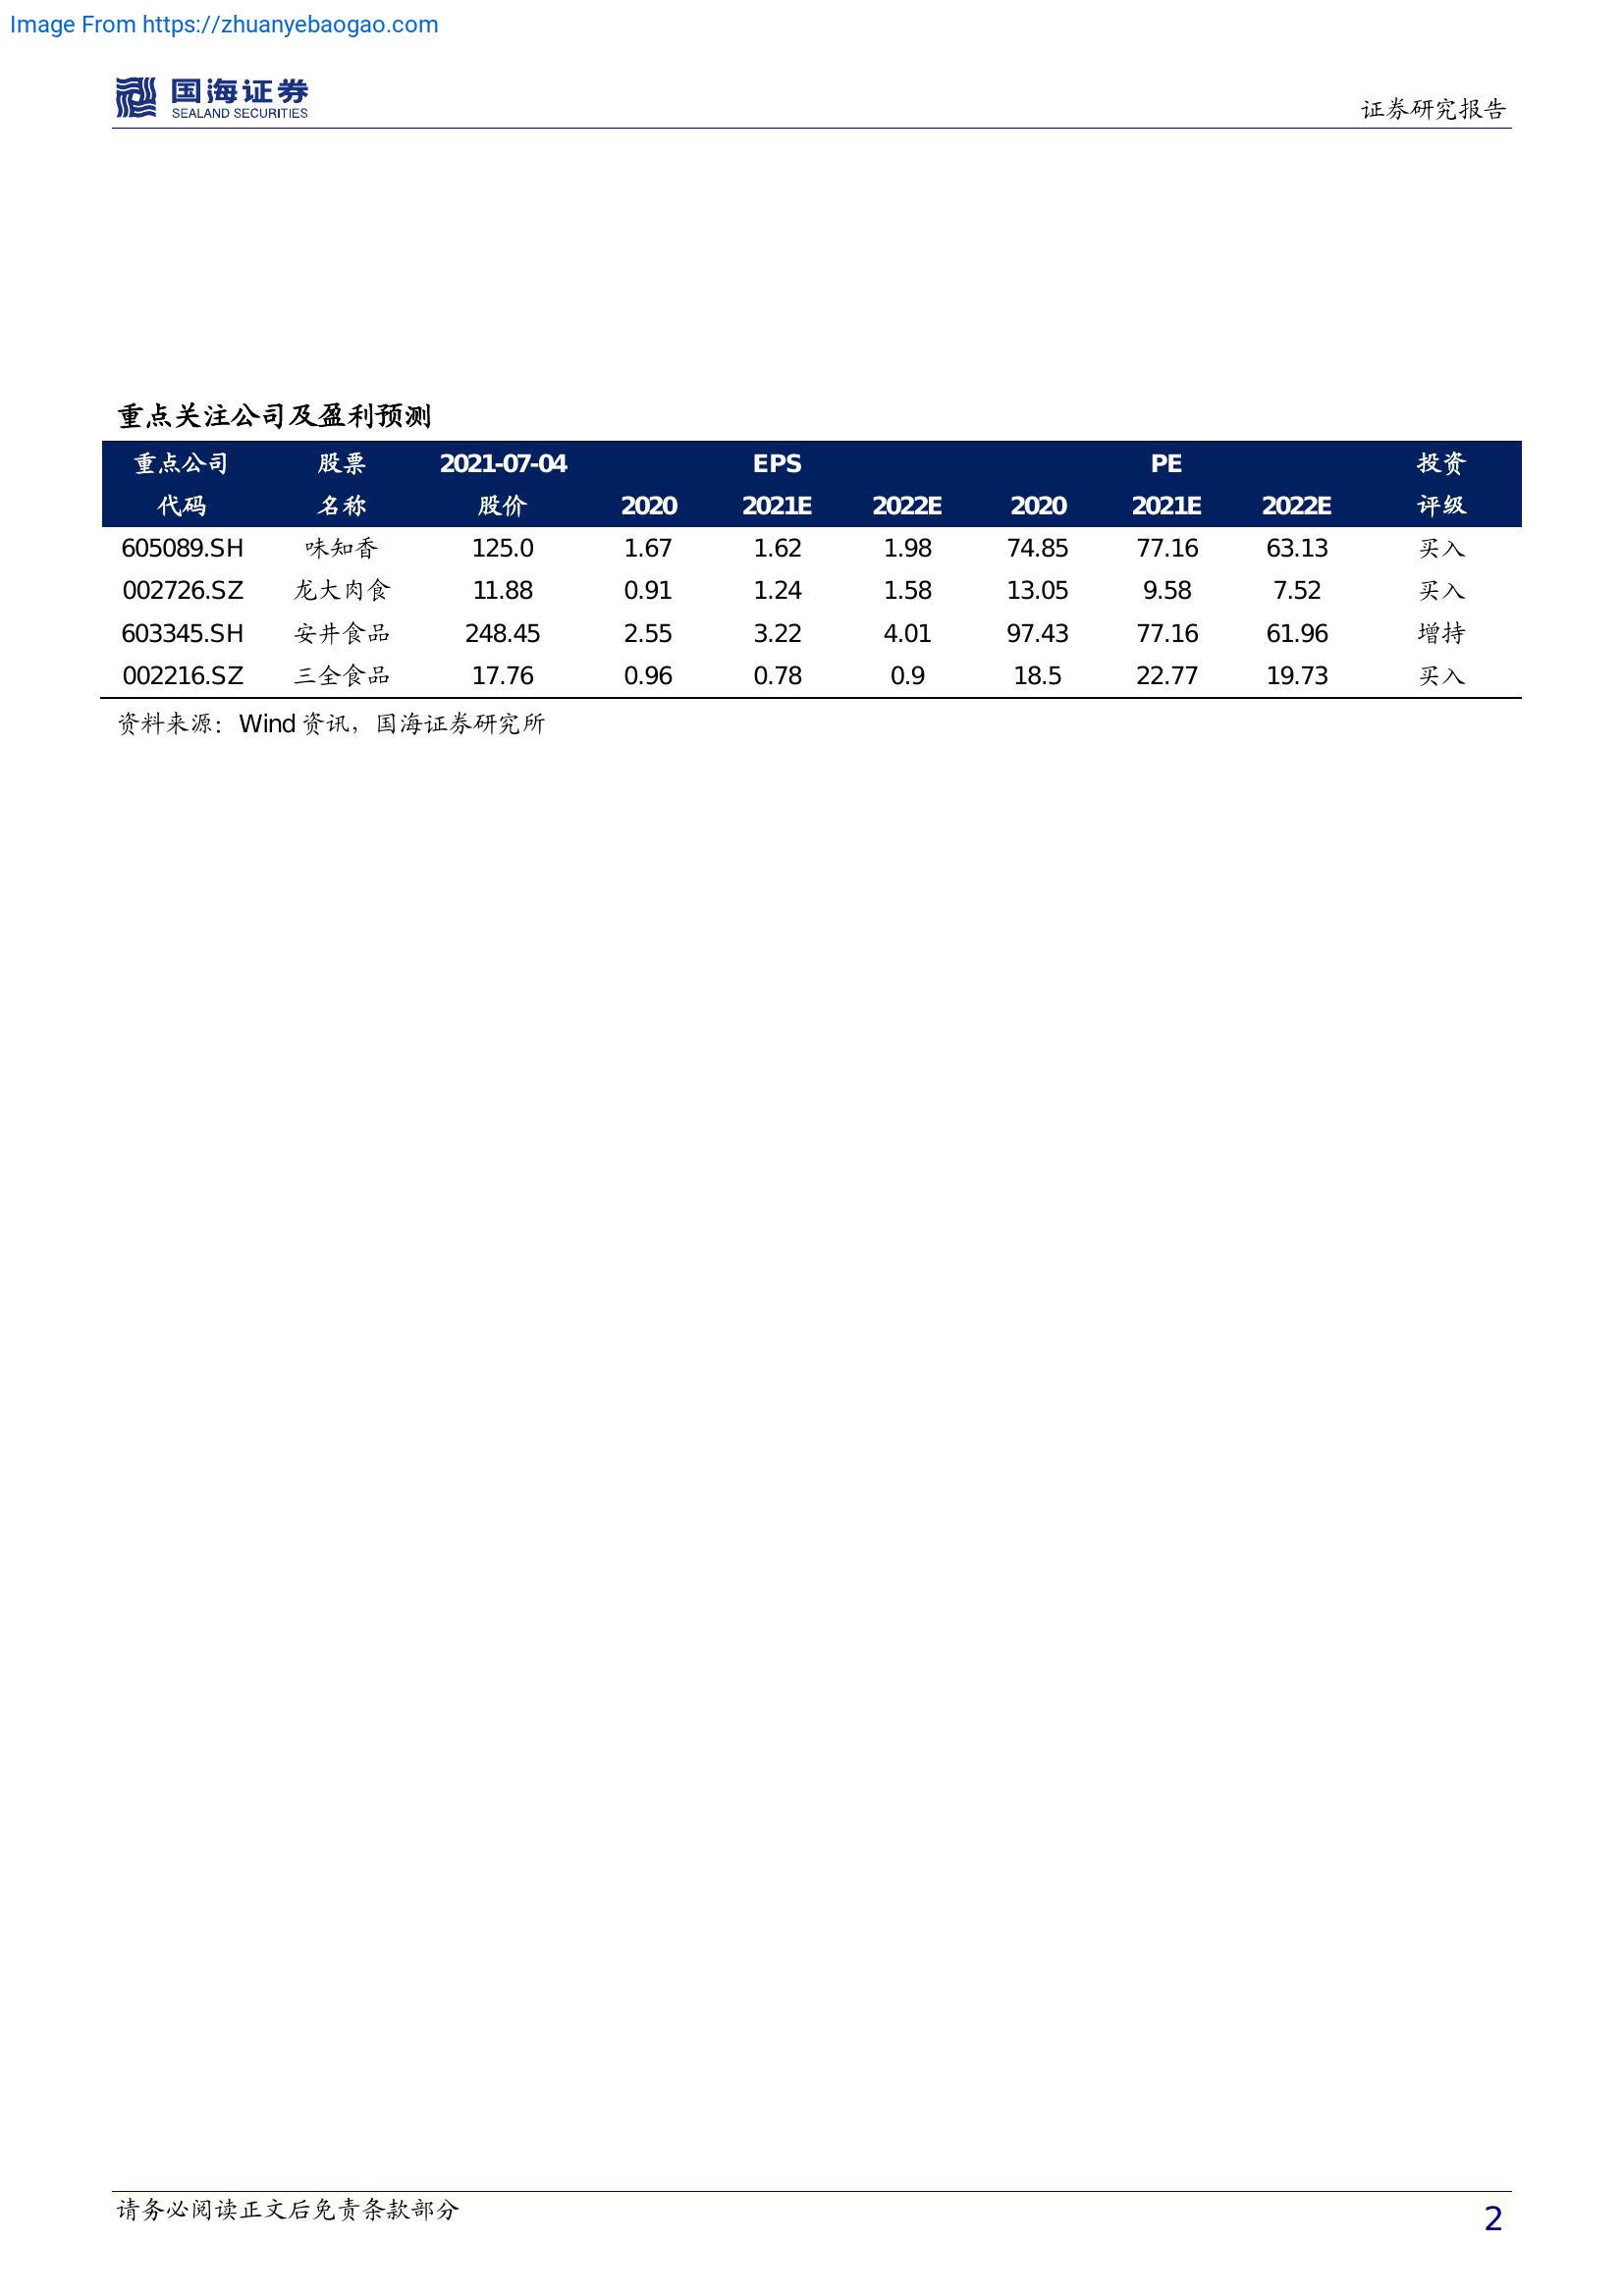 Image From https://zhuanyebaogao.com
国海证券
SEALAND SECURITIES
证券研究报告
重点关注公司及盈利预测
重点公司 股票 2021-07-04 EPS PE 投资
代码 名称 股价 2020 2021E 2022E 2020 2021E 2022E 评级
605089.SH 味知香 125.0 1.67 1.62 1.98 74.85 77.16 63.13 买入
002726.SZ 龙大肉食 11.88 0.91 1.24 1.58 13.05 9.58 7.52 买入
603345.SH 安井食品 248.45 2.55 3.22 4.01 97.43 77.16 61.96 增持
002216.SZ 三全食品 17.76 0.96 0.78 0.9 18.5 22.77 19.73 买入
资料来源：Wind 资讯，国海证券研究所
请务必阅读正文后免责条款部分
2